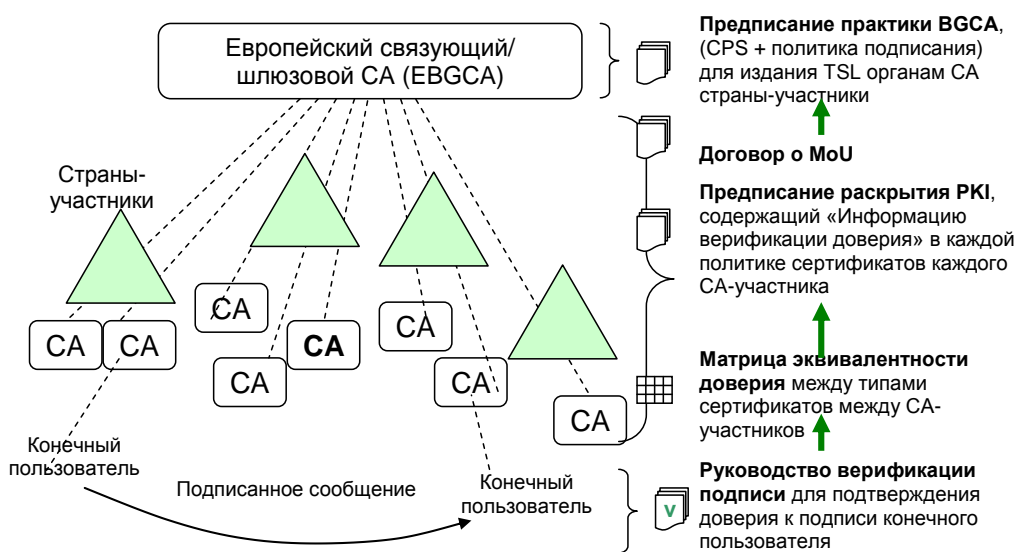 Европейский связующий/
шлюзовой CA (EBGCA)
Страны-
участники
CA
CA
CA
CA
CA
CA
CA
CA
Конечный
пользователь
Подписанное сообщение
Конечный
пользователь
Предписание практики BGCA,
(CPS + политика подписания)
для издания TSL органам CA
страны-участники
Договор о MoU
Предписание раскрытия PKI,
содержащий «Информацию
верификации доверия» в каждой
политике сертификатов каждого
CA-участника
Матрица эквивалентности
доверия между типами
сертификатов между CA-
участников
Руководство верификации
подписи для подтверждения
доверия к подписи конечного
пользователя
V